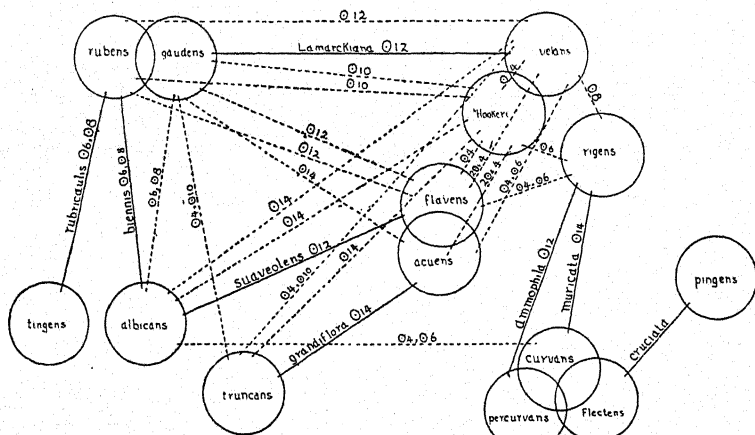 ⊙12
rubens
gaudens
Lamarckiana ⊙12
velans
⊙10
⊙10
⊙14
⊙8
Hookeri
rubricaulis ⊙6,⊙8
biennis ⊙6,⊙8
⊙6,⊙8
⊙4,⊙10
⊙12
⊙12
⊙14
⊙6
rigens
⊙4,⊙6
⊙4,⊙6
flavens
⊙14
⊙14
acuens
suaveolens ⊙12
ammophila ⊙12
muricata ⊙14
⊙4,⊙10
⊙14
pingens
tingens
albicans
grandiflora ⊙14
⊙4,⊙6
cruciata
curvans
truncans
percurvans
flectens